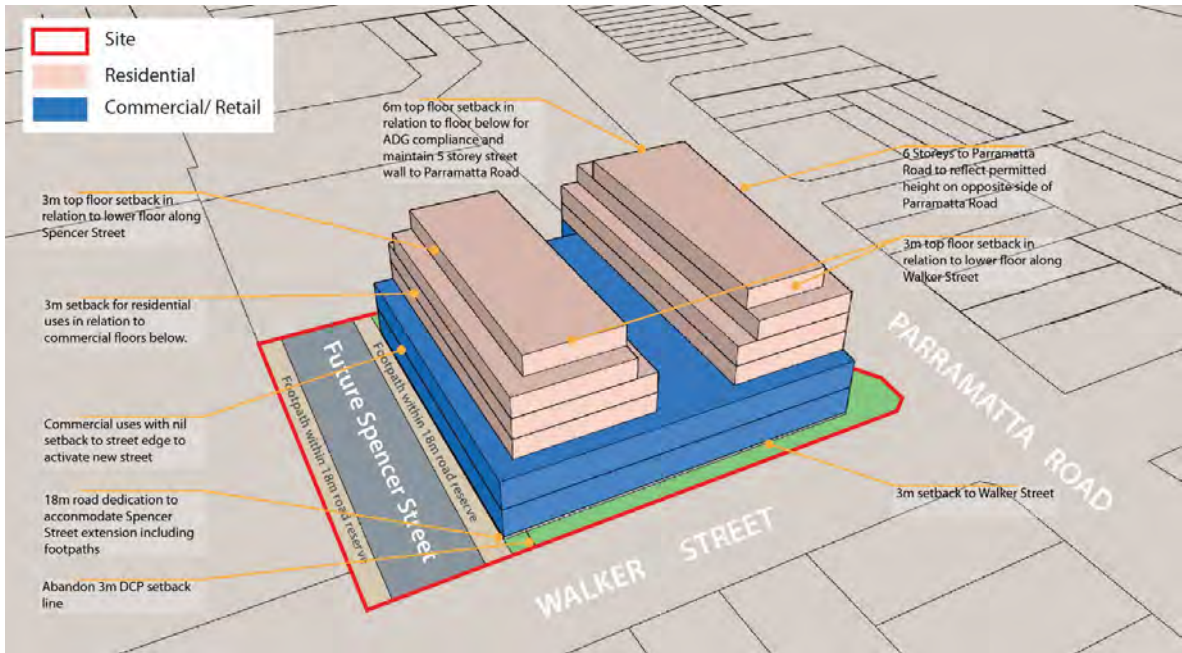 Site
Residential
Commercial/ Retail
6m top floor setback in
relation to floor below for
ADG compliance and
maintain 5 storey street
wall to Parramatta Road
6 Storeys to Parramatta
Road to reflect permitted
height on opposite side of
Parramatta Road
3m top floor setback in
relation to lower floor along
Spencer Street
3m top floor setback in
relation to lower floor along
Walker Street
3m setback for residential
uses in relation to
commercial floors below.
Commercial uses with nil
setback to street edge to
activate new street
18m road dedication to
accommodate Spencer
Street extension including
footpaths
Abandon 3m DCP setback
line
3m setback to Walker Street
Footpath within 18m road reserve
Future Spencer Street
Footpath within 18m road reserve
WALKER STREET
PARRAMATTA ROAD